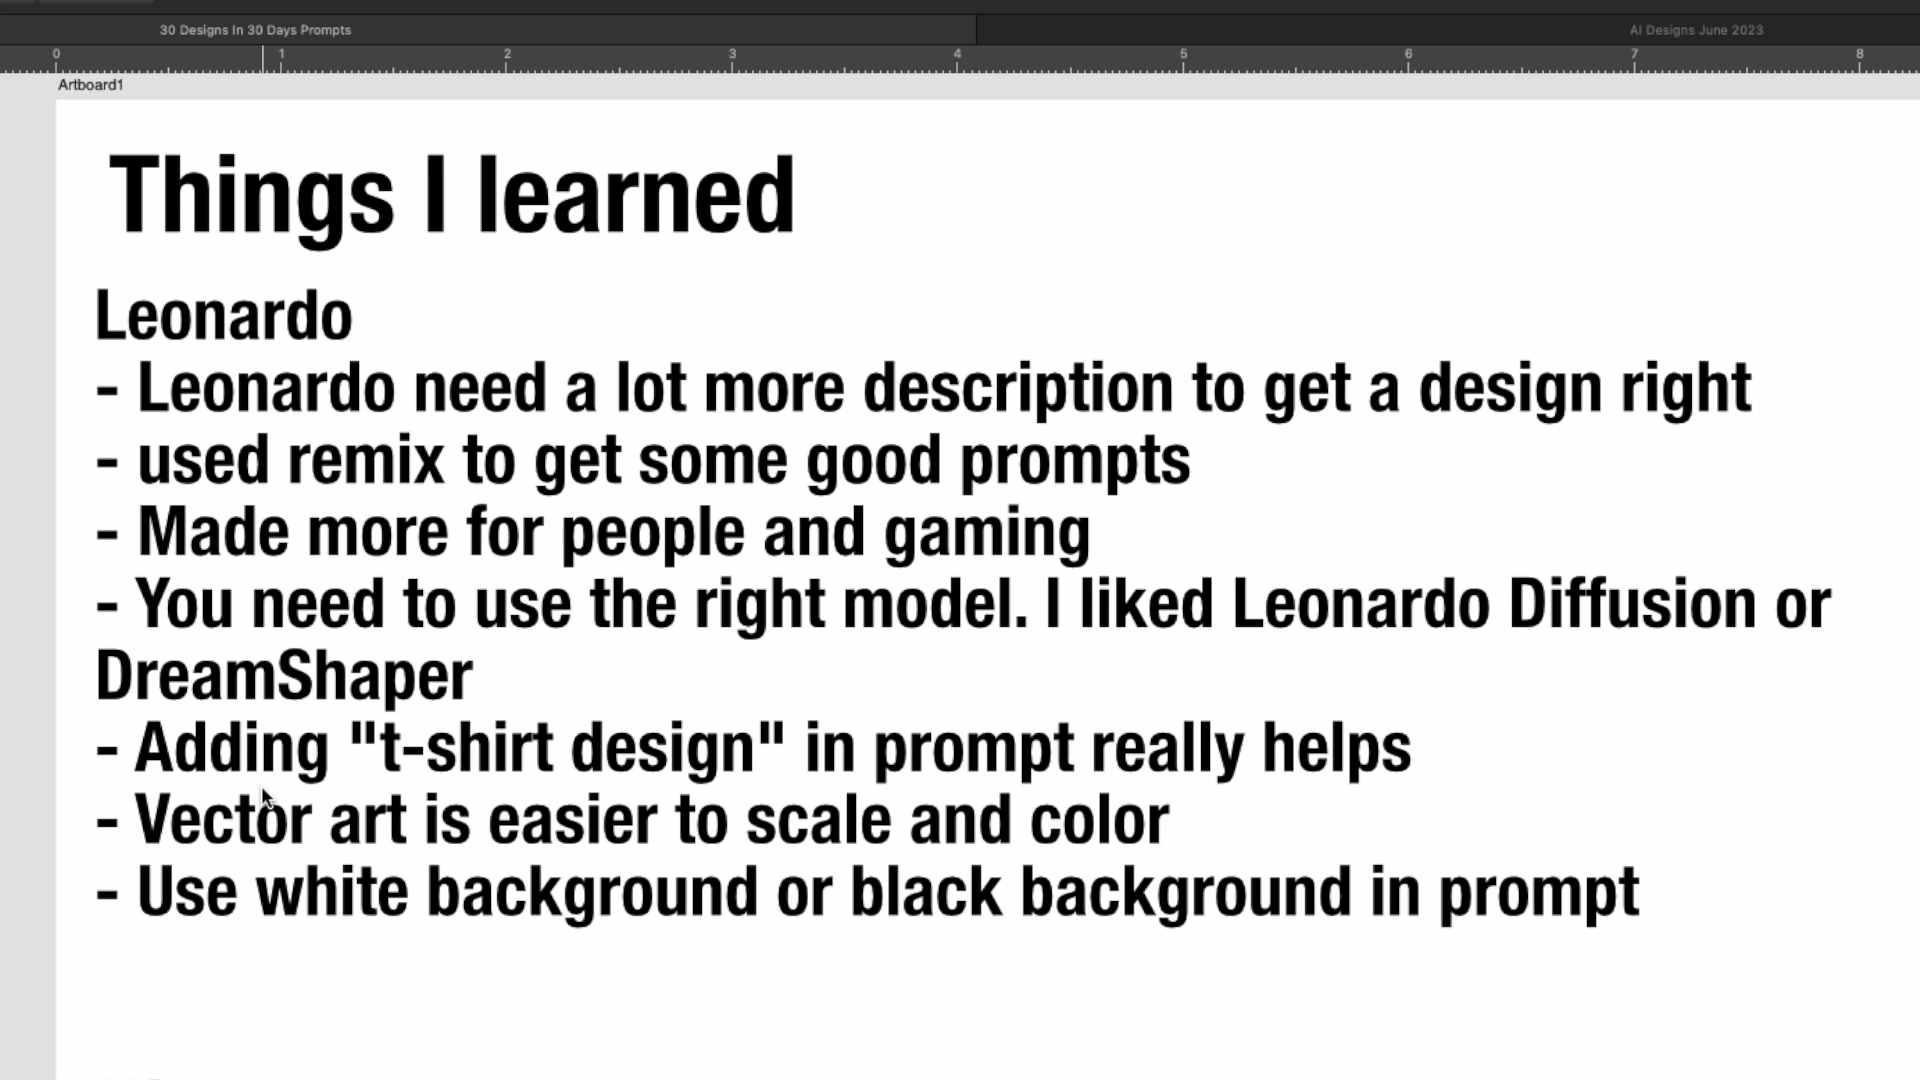 30 Designs In 30 Days Prompts
AI Designs June 2023
0 1 2 3 4 5 6 7 8
Artboard1
Things I learned
Leonardo
- Leonardo need a lot more description to get a design right
- used remix to get some good prompts
- Made more for people and gaming
- You need to use the right model. I liked Leonardo Diffusion or
DreamShaper
- Adding "t-shirt design" in prompt really helps
- Vector art is easier to scale and color
- Use white background or black background in prompt